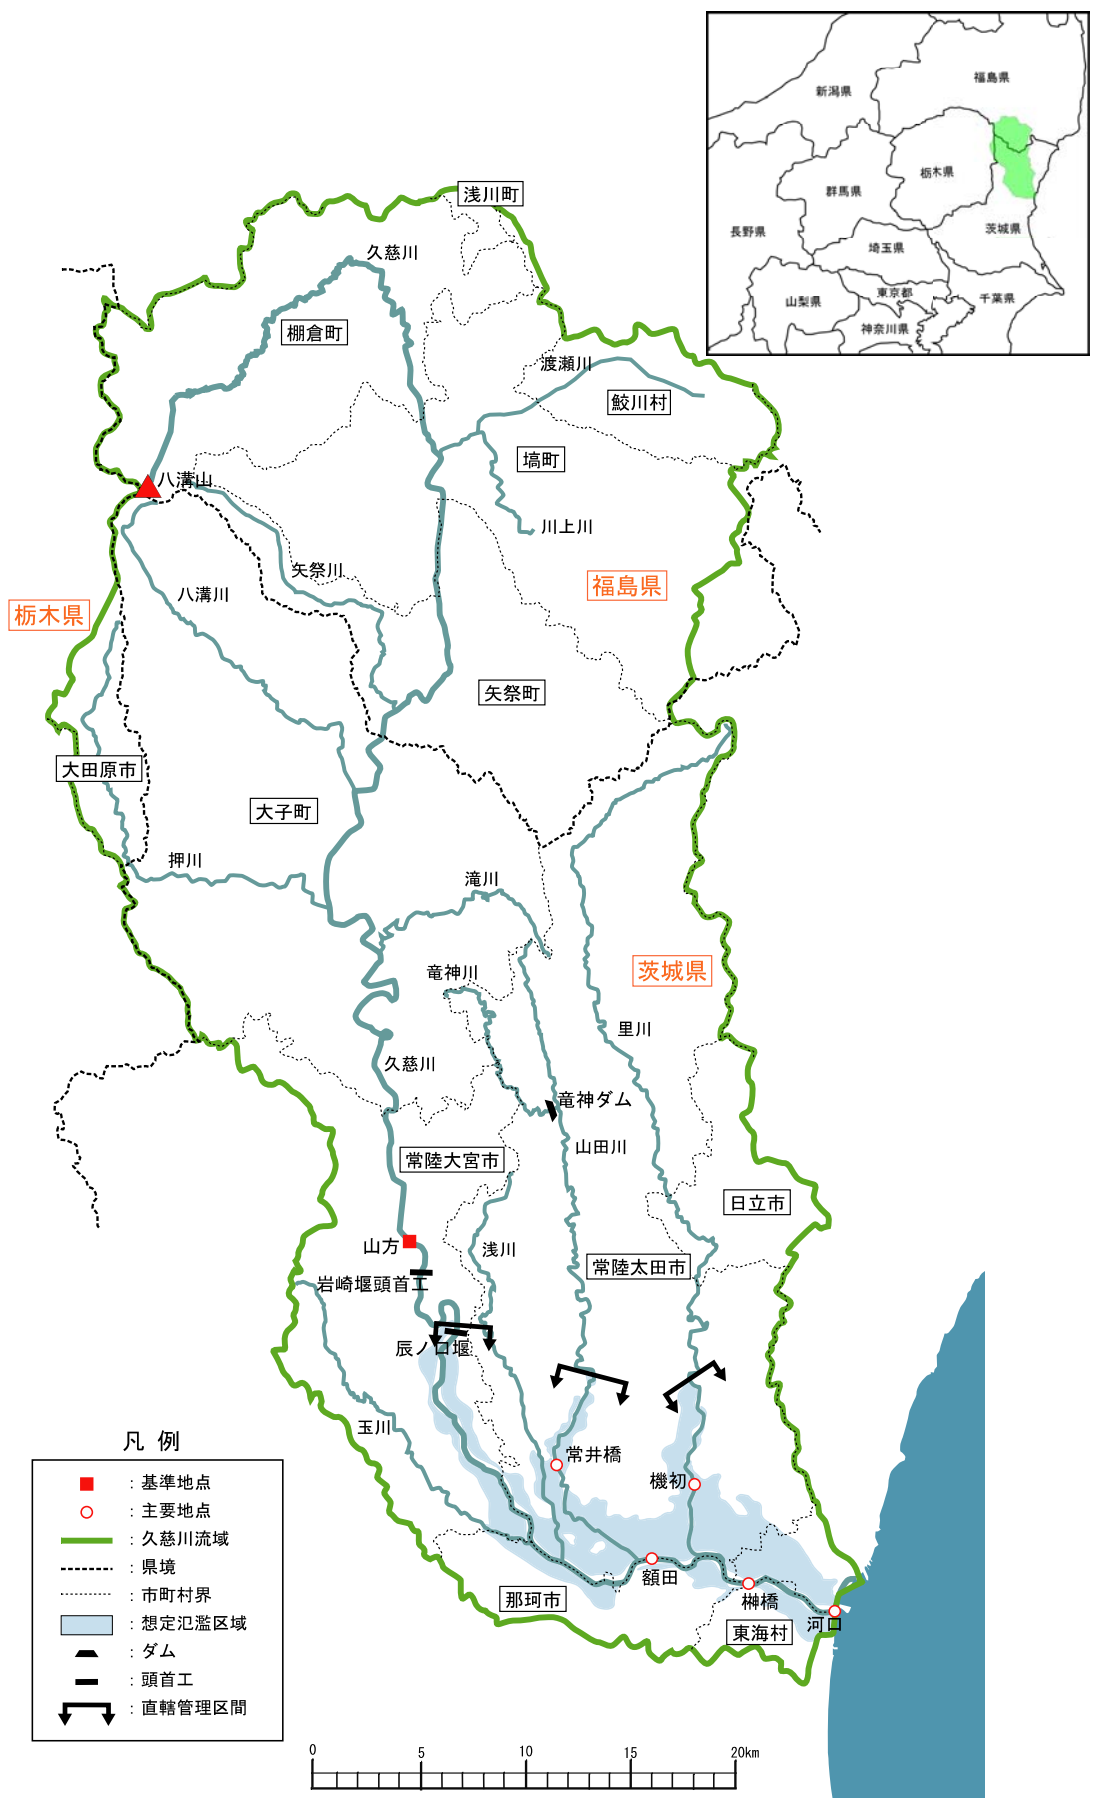 福島県
新潟県
栃木県
群馬県
茨城県
長野県
埼玉県
東京都
千葉県
山梨県
神奈川県
浅川町
久慈川
棚倉町
渡瀬川
鮫川村
塙町
八溝山
川上川
矢祭川
福島県
八溝川
栃木県
矢祭町
大田原市
大子町
押川
滝川
竜神川
茨城県
里川
久慈川
竜神ダム
山田川
常陸大宮市
日立市
山方
浅川
常陸太田市
岩崎堰頭首工
辰ノ口堰
玉川
常井橋
機初
額田
那珂市
榊橋
河口
東海村
凡 例
：基準地点
：主要地点
：久慈川流域
：県境
：市町村界
：想定氾濫区域
：ダム
：頭首工
：直轄管理区間
0 5 10 15 20km